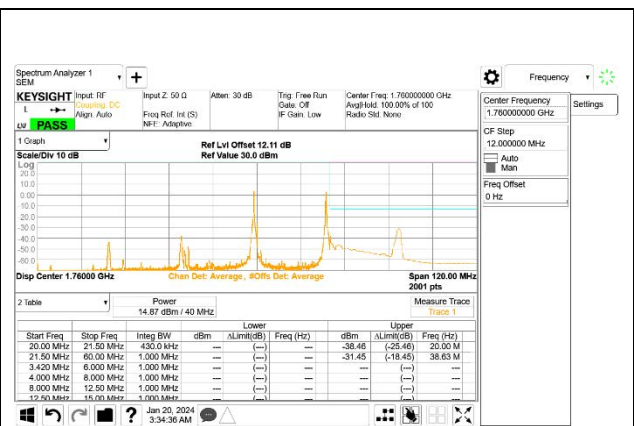 Spectrum Analyzer 1
SEM
+
Frequency
KEYSIGHT
Input: RF
Coupling: DC
Align: Auto
Input Z: 50 Ω
Freq Ref: Int (S)
NFE: Adaptive
Atten: 30 dB
Trig: Free Run
Gate: Off
IF Gain: Low
Center Freq: 1.760000000 GHz
Avg|Hold: 100.00% of 100
Radio Std: None
L
PASS
Center Frequency
1.760000000 GHz
Settings
CF Step
12.000000 MHz
Auto
Man
Freq Offset
0 Hz
1 Graph
Ref Lvl Offset 12.11 dB
Scale/Div 10 dB
Ref Value 30.0 dBm
Log
20.0
10.0
0.00
-10.0
-20.0
-30.0
-40.0
-50.0
-60.0
Disp Center 1.76000 GHz
Chan Det: Average, #Offs Det: Average
Span 120.00 MHz
2001 pts
2 Table
Power
14.87 dBm / 40 MHz
Measure Trace
Trace 1
Lower Upper
Start Freq Stop Freq Integ BW dBm ΔLimit(dB) Freq (Hz) dBm ΔLimit(dB) Freq (Hz)
20.00 MHz 21.50 MHz 430.0 kHz --- (---) --- -38.46 (-25.46) 20.00 M
21.50 MHz 60.00 MHz 1.000 MHz --- (---) --- -31.45 (-18.45) 38.63 M
3.420 MHz 6.000 MHz 1.000 MHz --- (---) --- --- (---) ---
4.000 MHz 8.000 MHz 1.000 MHz --- (---) --- --- (---) ---
8.000 MHz 12.50 MHz 1.000 MHz --- (---) --- --- (---) ---
12.50 MHz 15.00 MHz 1.000 MHz --- (---) --- --- (---) ---
?
Jan 20, 2024
3:34:36 AM